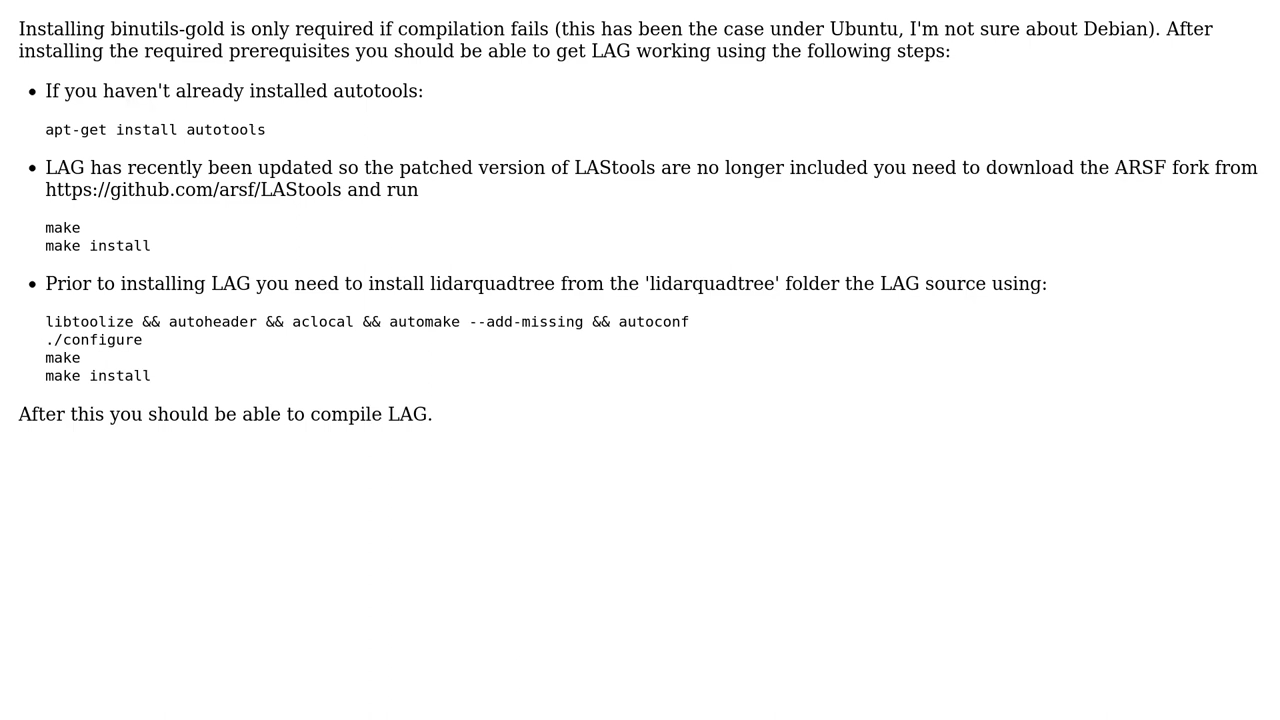 Installing binutils-gold is only required if compilation fails (this has been the case under Ubuntu, I'm not sure about Debian). After
installing the required prerequisites you should be able to get LAG working using the following steps:
• If you haven't already installed autotools:
apt-get install autotools
• LAG has recently been updated so the patched version of LAStools are no longer included you need to download the ARSF fork from
https://github.com/arsf/LAStools and run
make
make install
• Prior to installing LAG you need to install lidarquadtree from the 'lidarquadtree' folder the LAG source using:
libtoolize && autoheader && aclocal && automake --add-missing && autoconf
./configure
make
make install
After this you should be able to compile LAG.